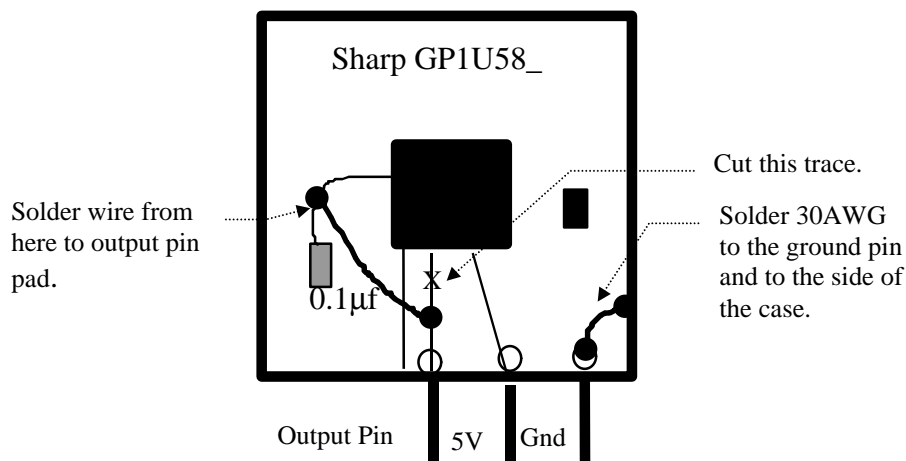 Sharp GP1U58_
Cut this trace.
Solder wire from
here to output pin
pad.
Solder 30AWG
to the ground pin
and to the side of
the case.
X
0.1μf
Output Pin
5V
Gnd